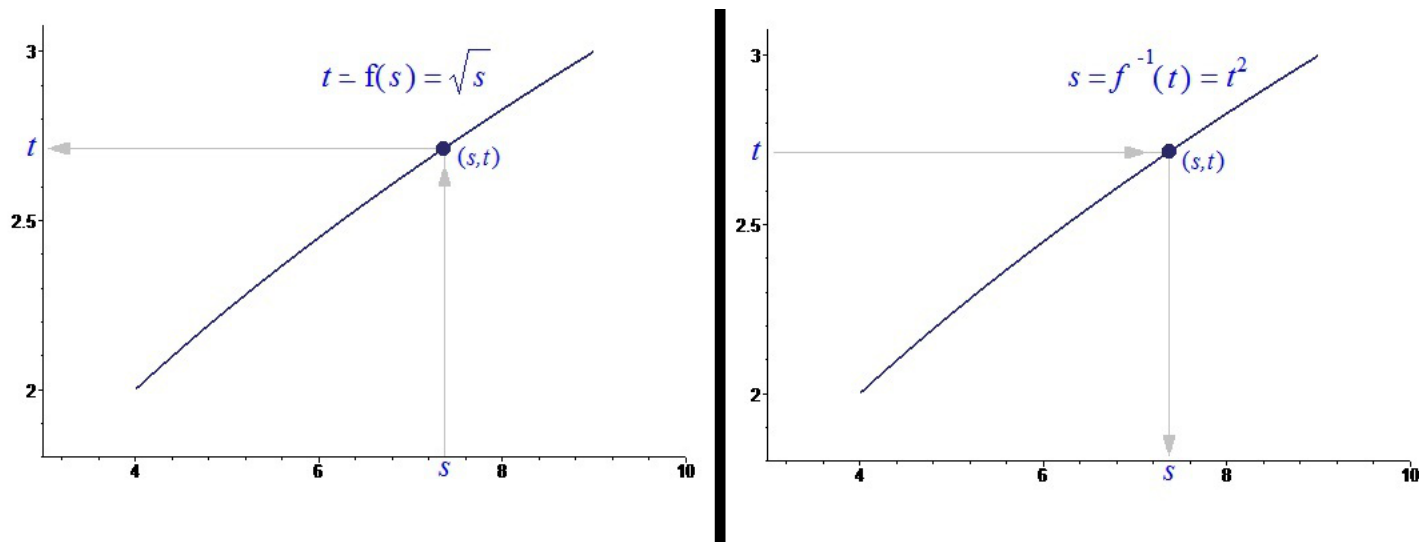 3
t = f(s) = √s
t
(s,t)
2.5
2
4
6
s
8
10
3
s = f⁻¹(t) = t²
t
(s,t)
2.5
2
4
6
8
s
10